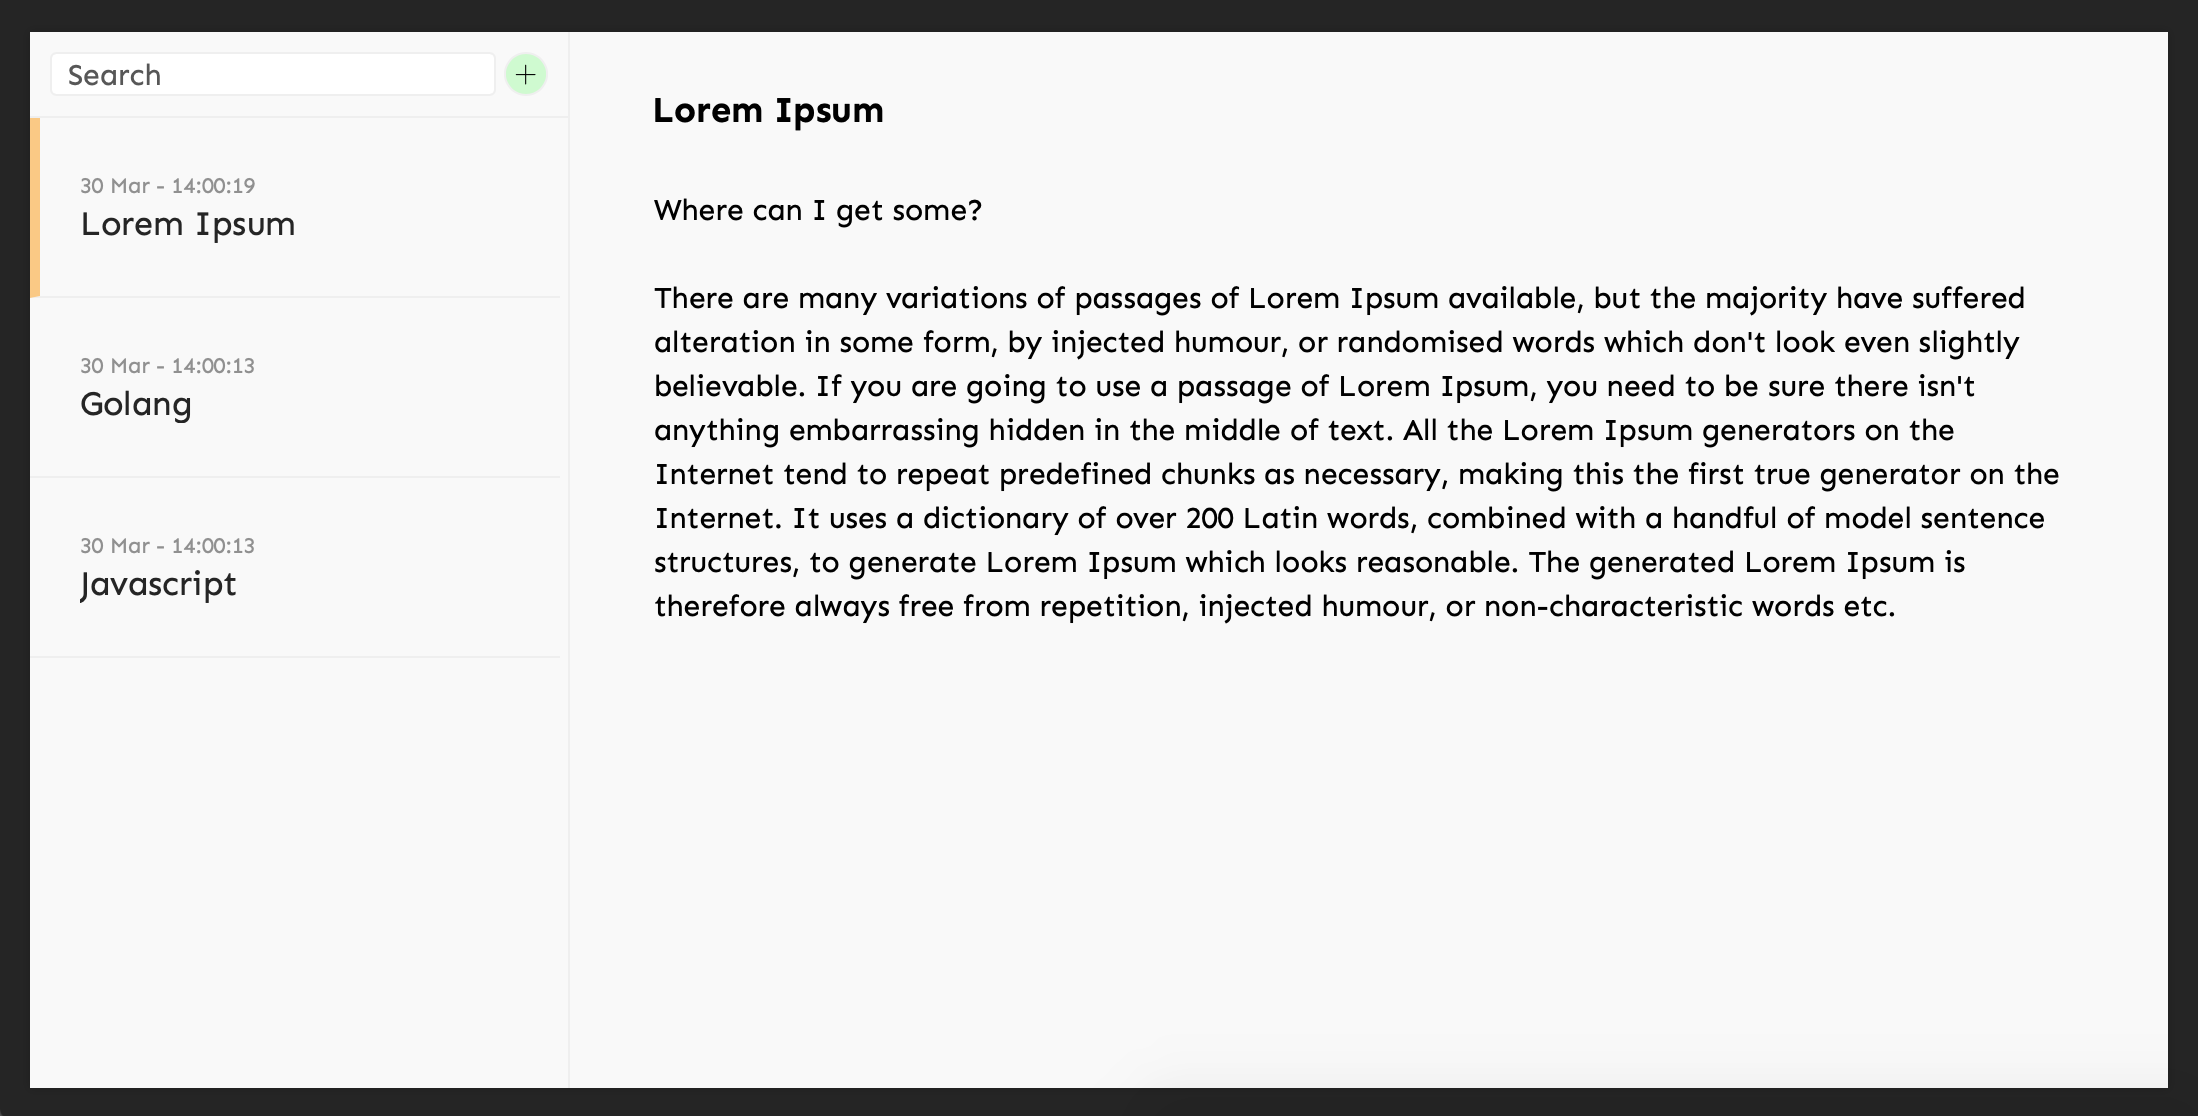 Search
+
30 Mar - 14:00:19
Lorem Ipsum
30 Mar - 14:00:13
Golang
30 Mar - 14:00:13
Javascript
Lorem Ipsum
Where can I get some?
There are many variations of passages of Lorem Ipsum available, but the majority have suffered
alteration in some form, by injected humour, or randomised words which don't look even slightly
believable. If you are going to use a passage of Lorem Ipsum, you need to be sure there isn't
anything embarrassing hidden in the middle of text. All the Lorem Ipsum generators on the
Internet tend to repeat predefined chunks as necessary, making this the first true generator on the
Internet. It uses a dictionary of over 200 Latin words, combined with a handful of model sentence
structures, to generate Lorem Ipsum which looks reasonable. The generated Lorem Ipsum is
therefore always free from repetition, injected humour, or non-characteristic words etc.